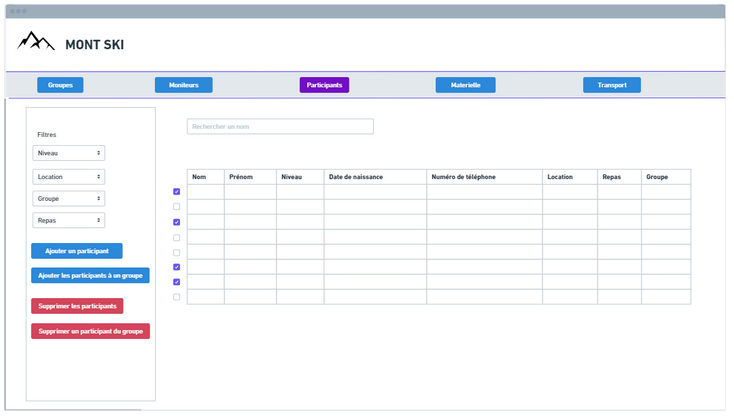 MONT SKI
Groupes
Moniteurs
Participants
Materielle
Transport
Filtres
Niveau
Location
Groupe
Repas
Ajouter un participant
Ajouter les participants à un groupe
Supprimer les participants
Supprimer un participant du groupe
Rechercher un nom
Nom Prénom Niveau Date de naissance Numéro de téléphone Location Repas Groupe